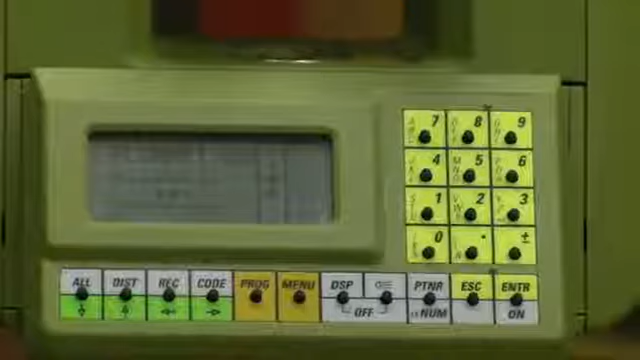 7 8 9
4 5 6
1 2 3
0 . ±
ALL DIST REC CODE PROG MENU DSP PTNR ESC ENTR
OFF NUM ON